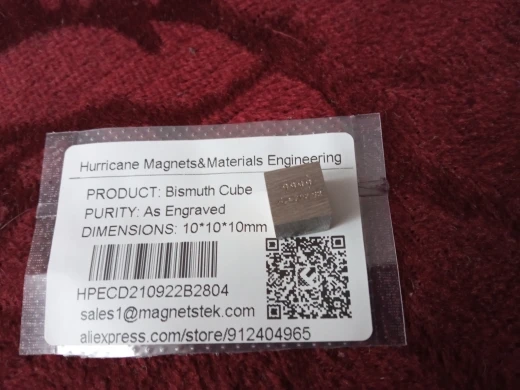 Hurricane Magnets&Materials Engineering
PRODUCT: Bismuth Cube
PURITY: As Engraved
DIMENSIONS: 10*10*10mm
HPECD210922B2804
sales1@magnetstek.com
aliexpress.com/store/912404965